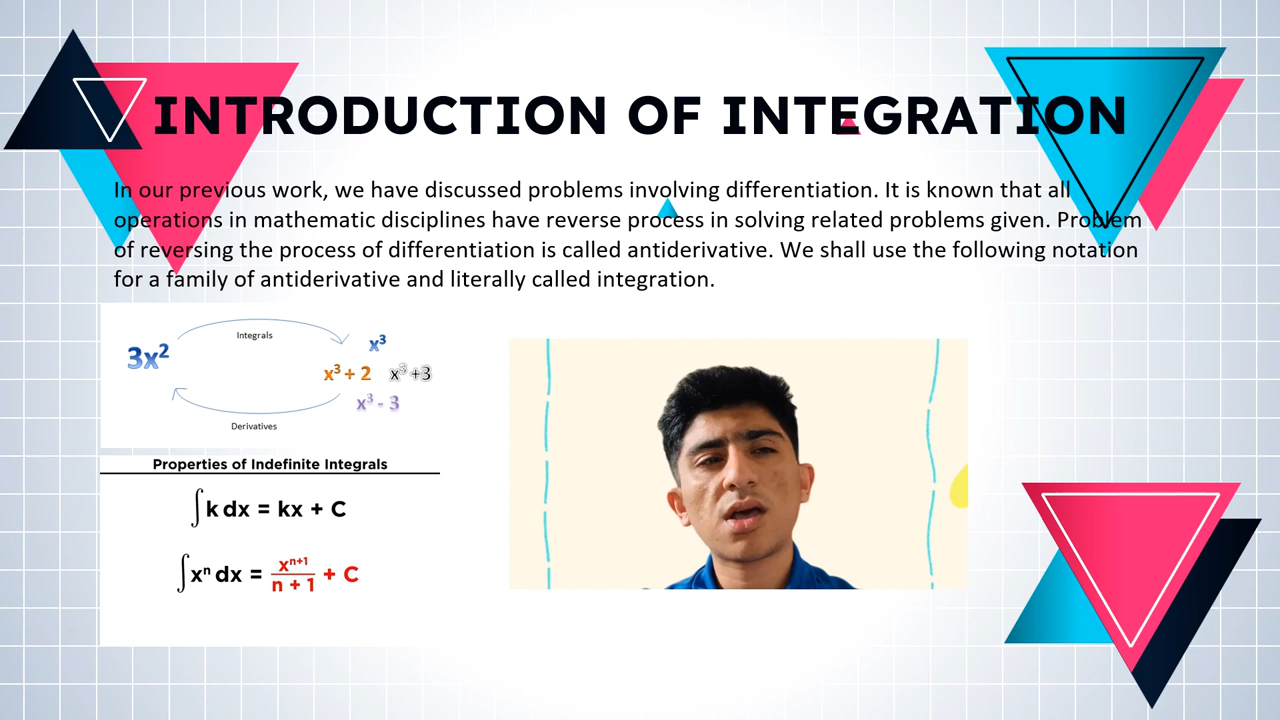 INTRODUCTION OF INTEGRATION
In our previous work, we have discussed problems involving differentiation. It is known that all
operations in mathematic disciplines have reverse process in solving related problems given. Problem
of reversing the process of differentiation is called antiderivative. We shall use the following notation
for a family of antiderivative and literally called integration.
Integrals
3x²
x³
x³ + 2 x³ +3
x³ - 3
Derivatives
Properties of Indefinite Integrals
∫k dx = kx + C
∫xⁿ dx = xⁿ⁺¹/n + 1 + C